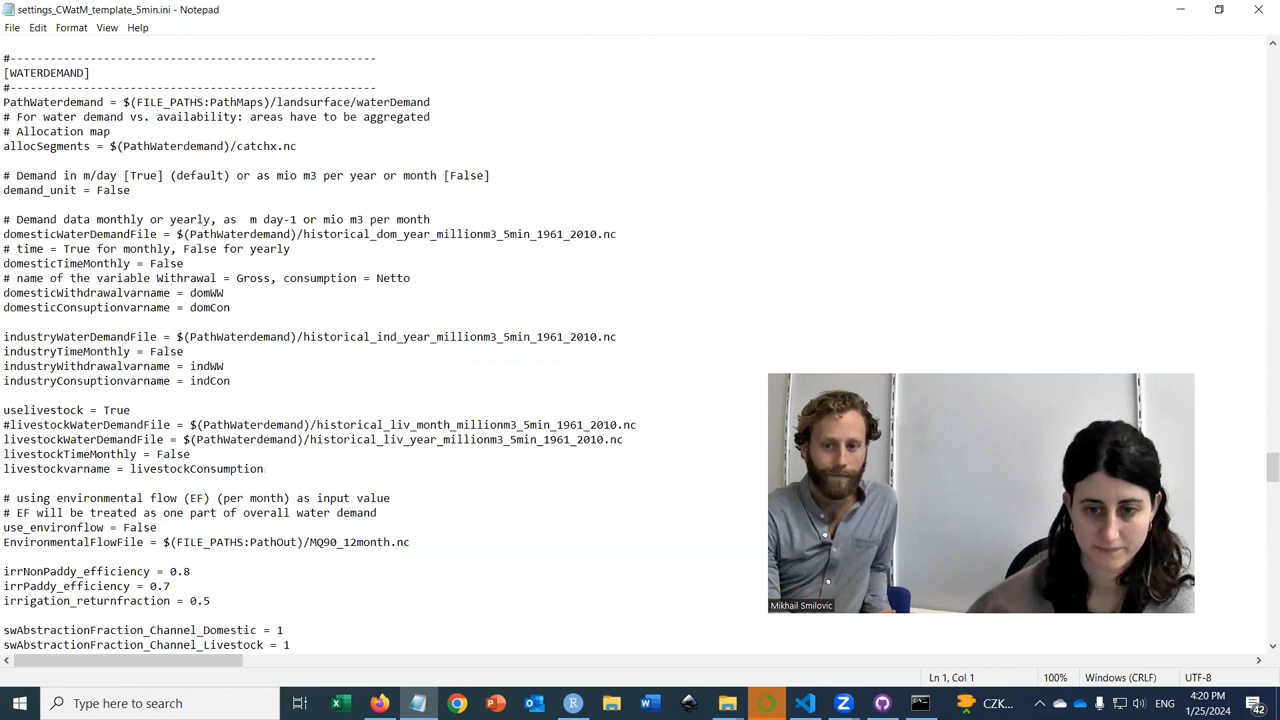 settings_CWatM_template_5min.ini - Notepad
File Edit Format View Help
#-------------------------------------------------------
[WATERDEMAND]
#-------------------------------------------------------
PathWaterdemand = $(FILE_PATHS:PathMaps)/landsurface/waterDemand
# For water demand vs. availability: areas have to be aggregated
# Allocation map
allocSegments = $(PathWaterdemand)/catchx.nc
# Demand in m/day [True] (default) or as mio m3 per year or month [False]
demand_unit = False
# Demand data monthly or yearly, as  m day-1 or mio m3 per month
domesticWaterDemandFile = $(PathWaterdemand)/historical_dom_year_millionm3_5min_1961_2010.nc
# time = True for monthly, False for yearly
domesticTimeMonthly = False
# name of the variable Withrawal = Gross, consumption = Netto
domesticWithdrawalvarname = domWW
domesticConsuptionvarname = domCon
industryWaterDemandFile = $(PathWaterdemand)/historical_ind_year_millionm3_5min_1961_2010.nc
industryTimeMonthly = False
industryWithdrawalvarname = indWW
industryConsuptionvarname = indCon
uselivestock = True
#livestockWaterDemandFile = $(PathWaterdemand)/historical_liv_month_millionm3_5min_1961_2010.nc
livestockWaterDemandFile = $(PathWaterdemand)/historical_liv_year_millionm3_5min_1961_2010.nc
livestockTimeMonthly = False
livestockvarname = livestockConsumption
# using environmental flow (EF) (per month) as input value
# EF will be treated as one part of overall water demand
use_environflow = False
EnvironmentalFlowFile = $(FILE_PATHS:PathOut)/MQ90_12month.nc
irrNonPaddy_efficiency = 0.8
irrPaddy_efficiency = 0.7
irrigation_returnfraction = 0.5
swAbstractionFraction_Channel_Domestic = 1
swAbstractionFraction_Channel_Livestock = 1
Mikhail Smilovic
Ln 1, Col 1 100% Windows (CRLF) UTF-8
Type here to search
CZK...
ENG
4:20 PM
1/25/2024
42